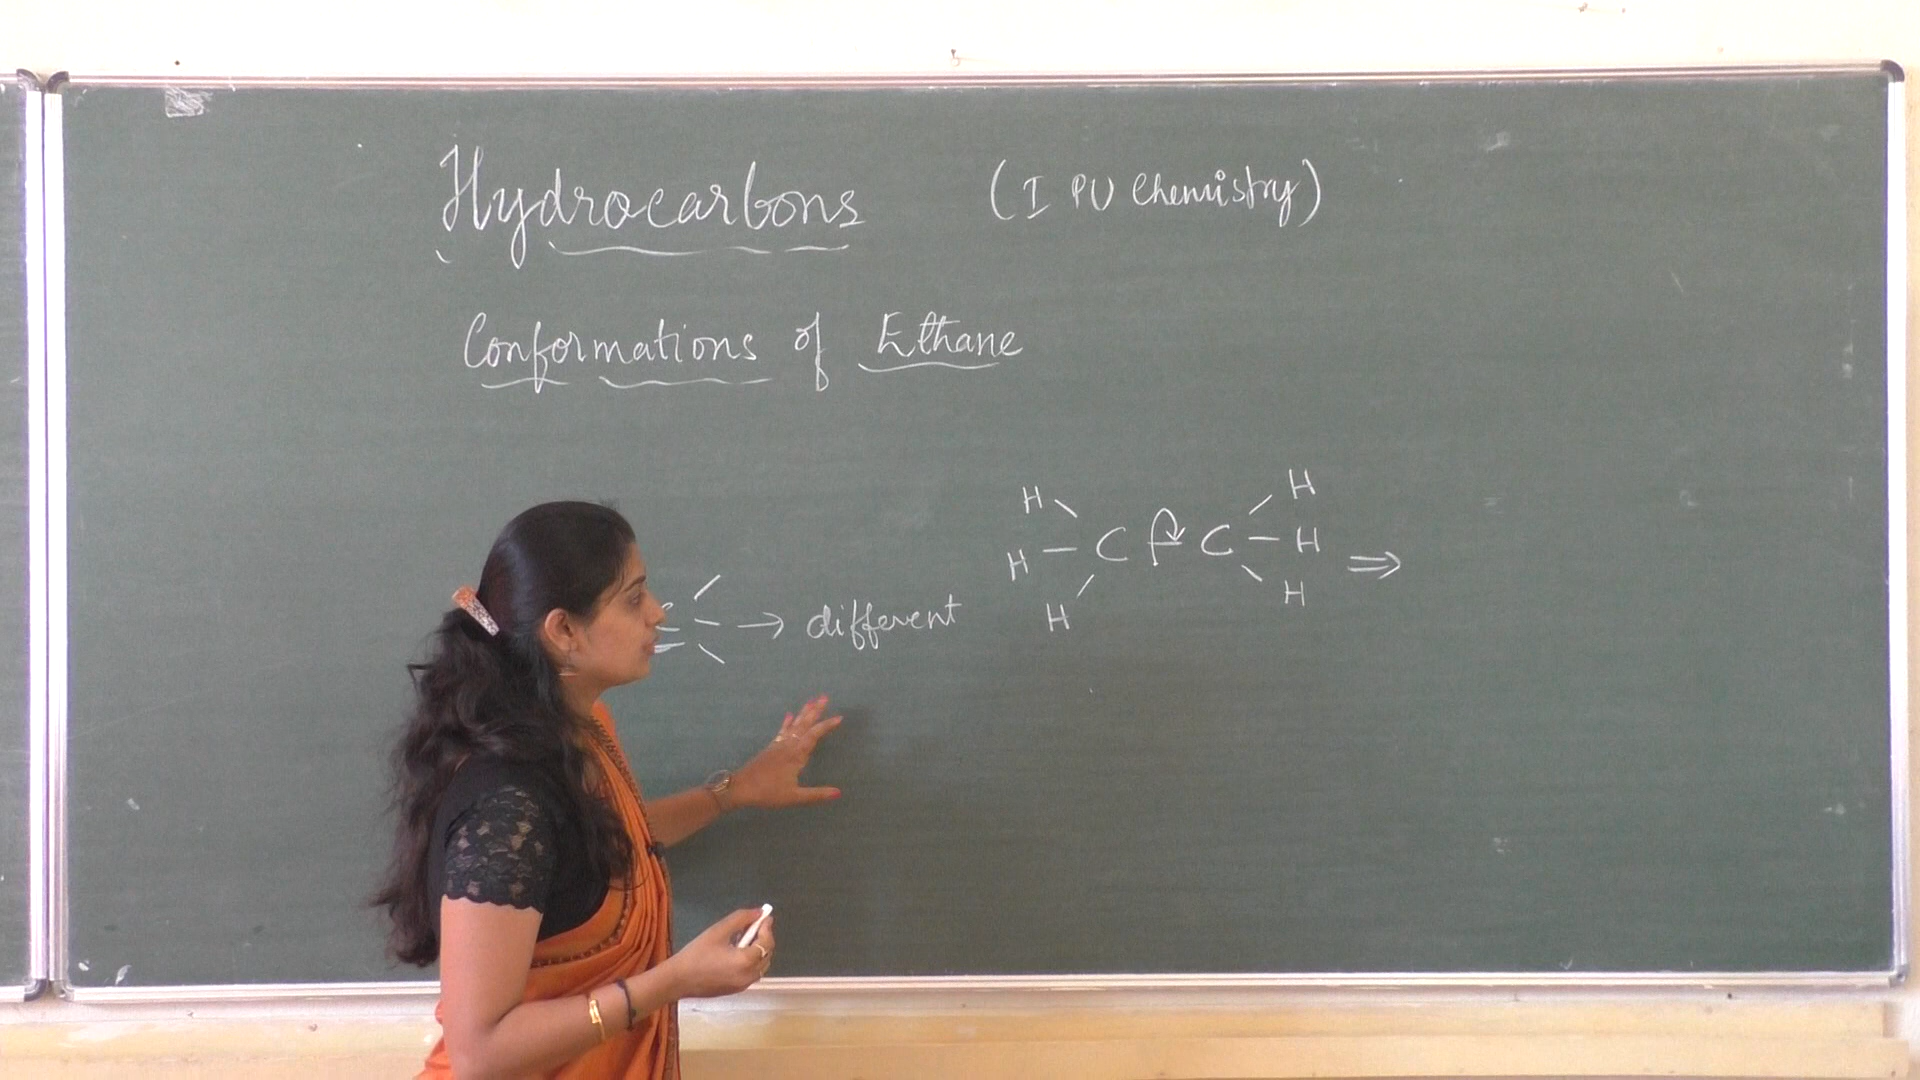 Hydrocarbons (I PU Chemistry)
Conformations of Ethane
→ different
H H
H — C — C — H ⇒
H H